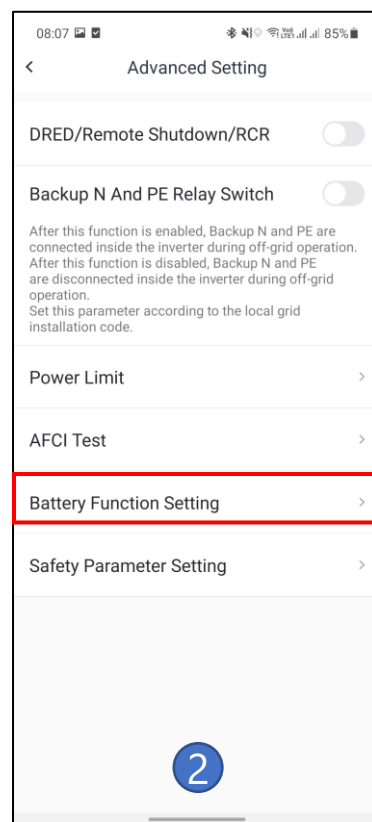 08:07 85%
Advanced Setting
DRED/Remote Shutdown/RCR
Backup N And PE Relay Switch
After this function is enabled, Backup N and PE are
connected inside the inverter during off-grid operation.
After this function is disabled, Backup N and PE
are disconnected inside the inverter during off-grid
operation.
Set this parameter according to the local grid
installation code.
Power Limit
AFCI Test
Battery Function Setting
Safety Parameter Setting
2